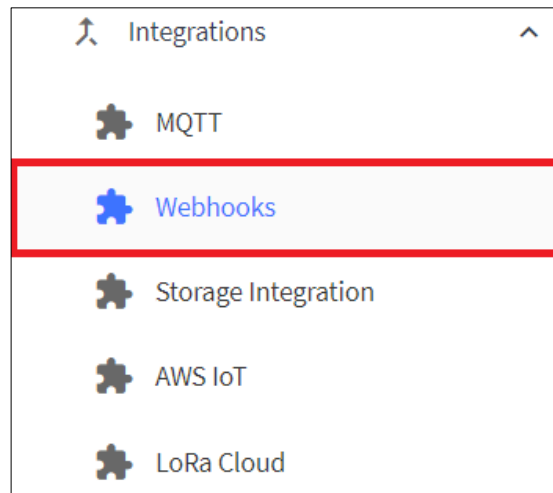 Integrations
MQTT
Webhooks
Storage Integration
AWS IoT
LoRa Cloud